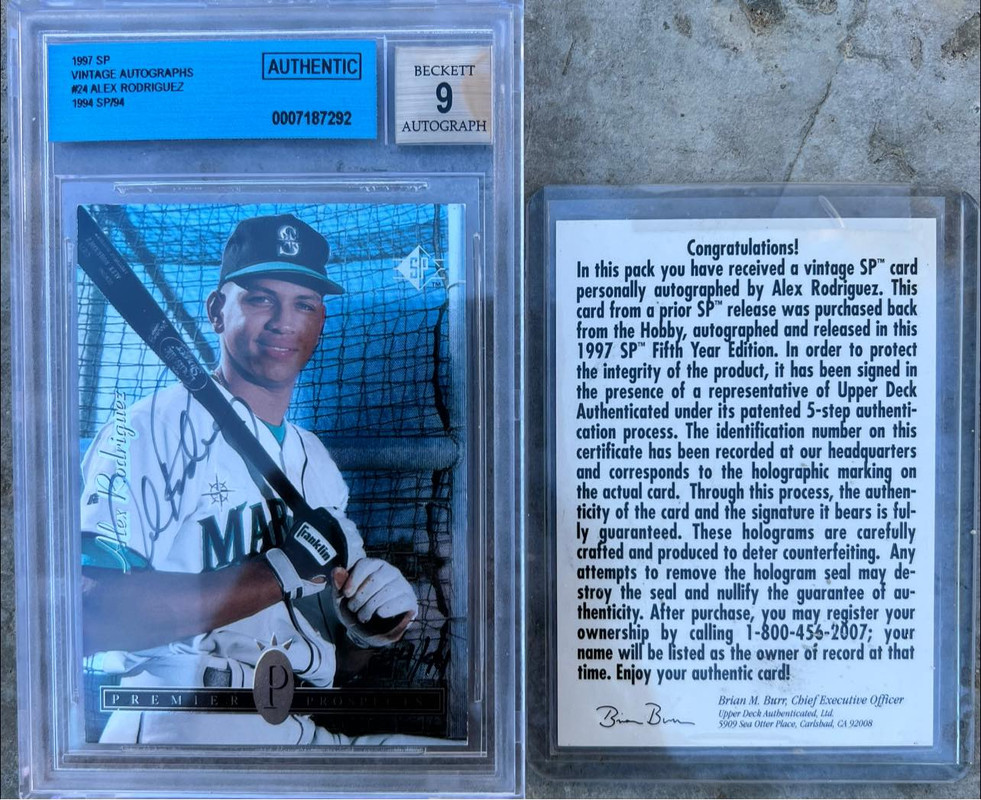 1997 SP
VINTAGE AUTOGRAPHS
#24 ALEX RODRIGUEZ
1994 SP/94
AUTHENTIC
0007187292
BECKETT
9
AUTOGRAPH
S
SP
Alex Rodriguez
MAR
Franklin
P
PREMIER PROSPECTS
Congratulations!
In this pack you have received a vintage SP™ card
personally autographed by Alex Rodriguez. This
card from a prior SP™ release was purchased back
from the Hobby, autographed and released in this
1997 SP™ Fifth Year Edition. In order to protect
the integrity of the product, it has been signed in
the presence of a representative of Upper Deck
Authenticated under its patented 5-step authenti-
cation process. The identification number on this
certificate has been recorded at our headquarters
and corresponds to the holographic marking on
the actual card. Through this process, the authen-
ticity of the card and the signature it bears is ful-
ly guaranteed. These holograms are carefully
crafted and produced to deter counterfeiting. Any
attempts to remove the hologram seal may de-
stroy the seal and nullify the guarantee of au-
thenticity. After purchase, you may register your
ownership by calling 1-800-456-2007; your
name will be listed as the owner of record at that
time. Enjoy your authentic card!
Brian M. Burr
Brian M. Burr, Chief Executive Officer
Upper Deck Authenticated, Ltd.
5909 Sea Otter Place, Carlsbad, CA 92008